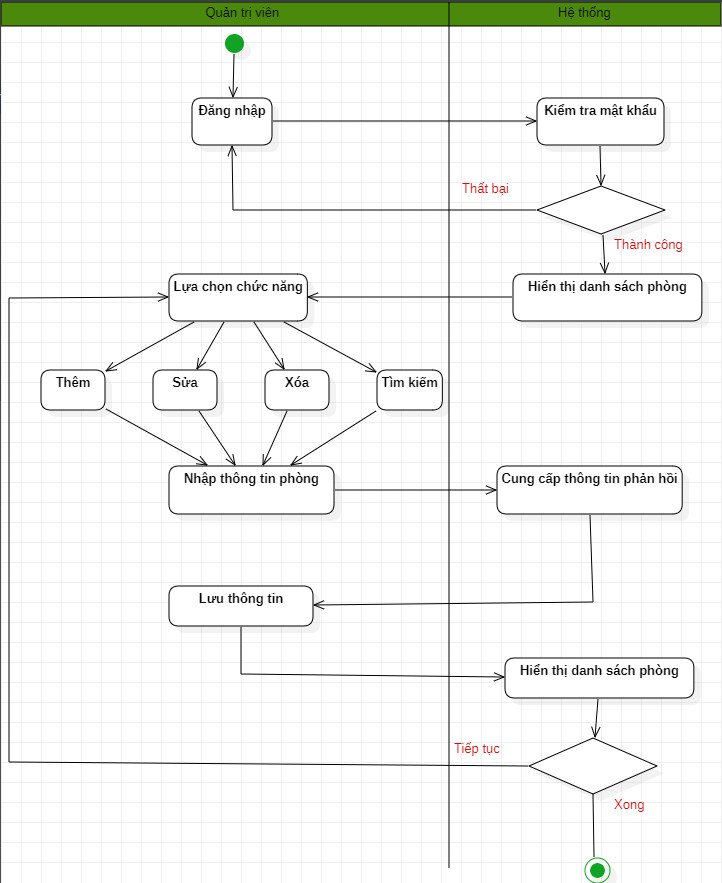 Quản trị viên
Hệ thống
Đăng nhập
Kiểm tra mật khẩu
Thất bại
Thành công
Lựa chọn chức năng
Hiển thị danh sách phòng
Thêm
Sửa
Xóa
Tìm kiếm
Nhập thông tin phòng
Cung cấp thông tin phản hồi
Lưu thông tin
Hiển thị danh sách phòng
Tiếp tục
Xong